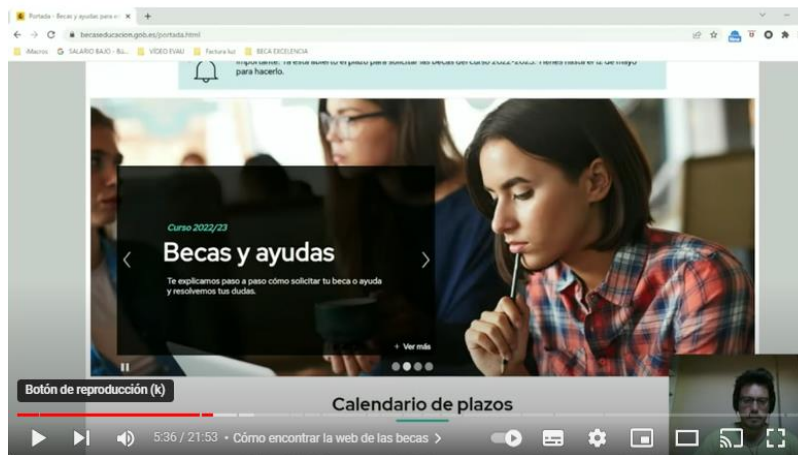 Portada - Becas y ayudas para e
becaseducacion.gob.es/portada.html
iMacros
SALARIO BAJO - Bú...
VÍDEO EVAU
Factura luz
BECA EXCELENCIA
importante: Ya está abierto el plazo para solicitar las becas del curso 2022-2023. Tienes hasta el 12 de mayo
para hacerlo.
Curso 2022/23
Becas y ayudas
Te explicamos paso a paso cómo solicitar tu beca o ayuda
y resolvemos tus dudas.
+ Ver más
Botón de reproducción (k)
Calendario de plazos
5:36 / 21:53 • Cómo encontrar la web de las becas >